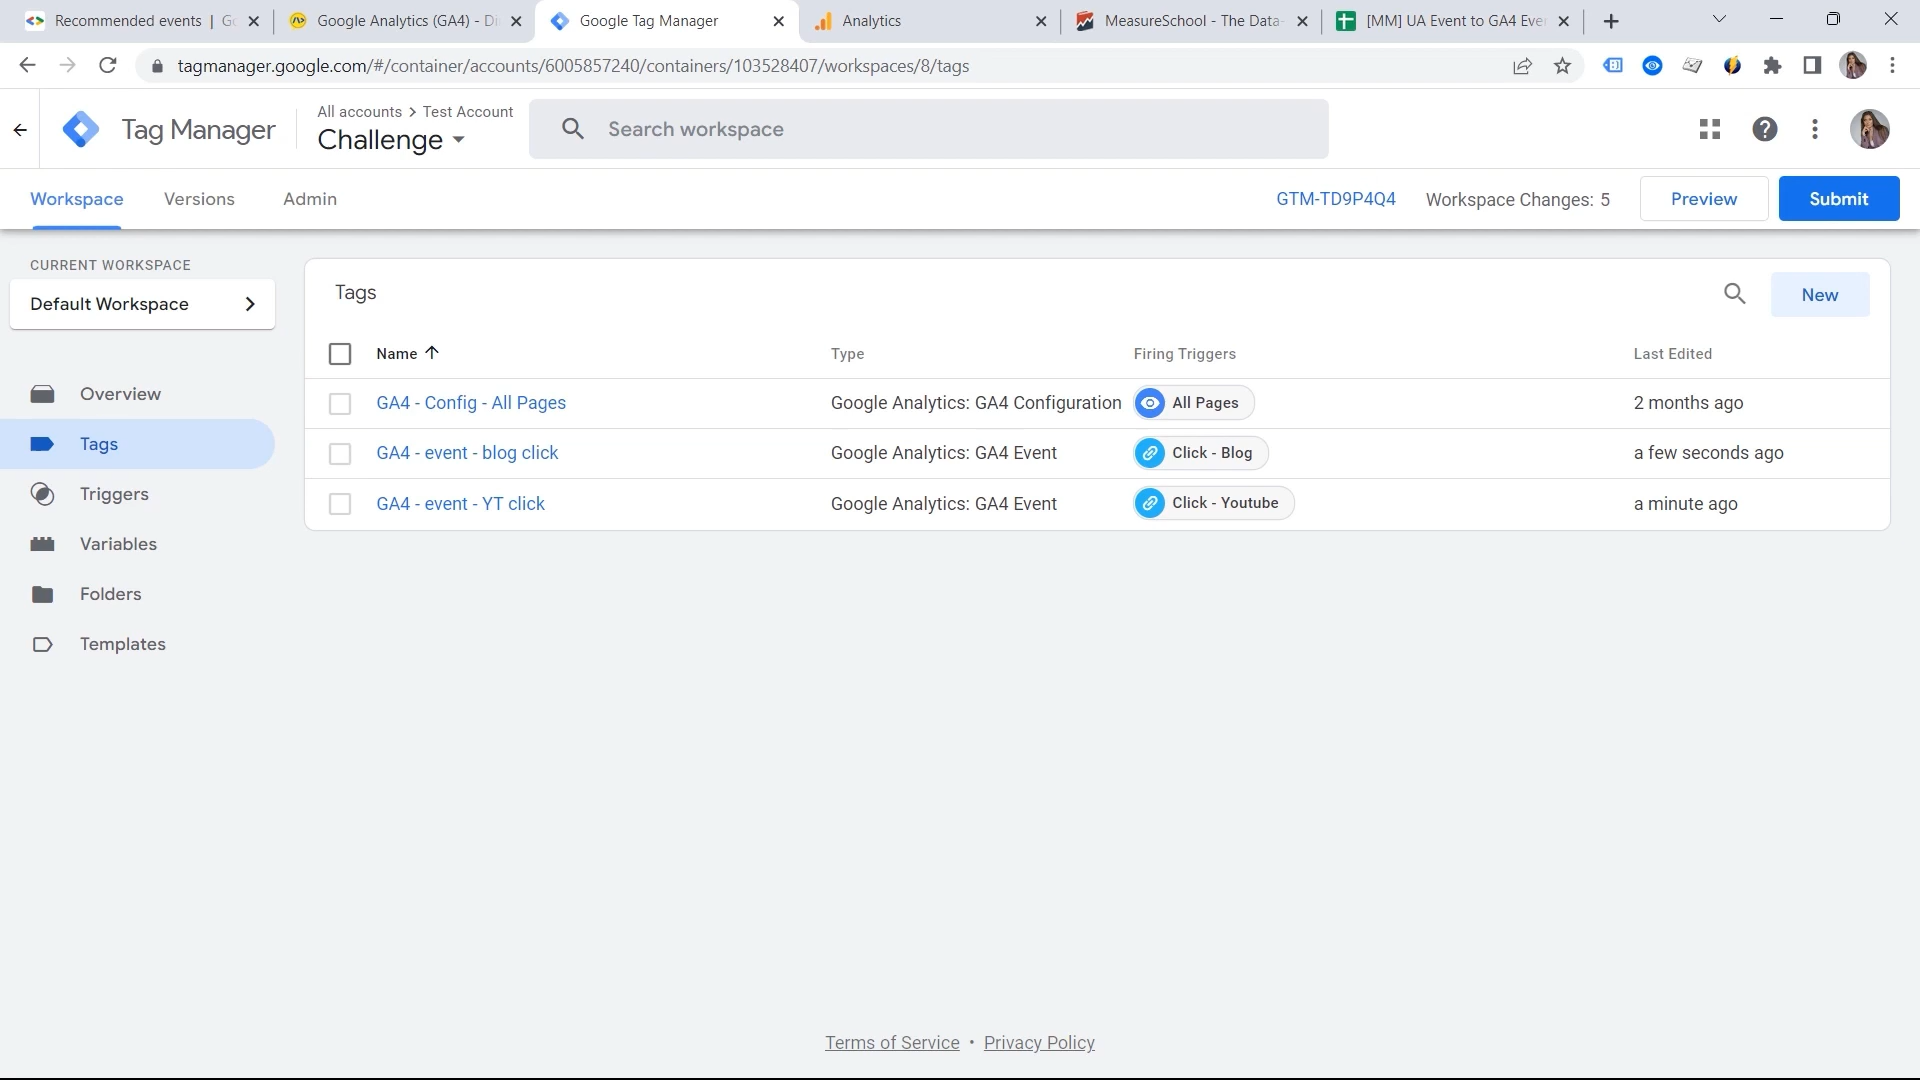 Recommended events | Go
Google Analytics (GA4) - Di
Google Tag Manager
Analytics
MeasureSchool - The Data-
[MM] UA Event to GA4 Eve
tagmanager.google.com/#/container/accounts/6005857240/containers/103528407/workspaces/8/tags
Tag Manager
All accounts > Test Account
Challenge
Search workspace
Workspace
Versions
Admin
GTM-TD9P4Q4
Workspace Changes: 5
Preview
Submit
CURRENT WORKSPACE
Default Workspace
Overview
Tags
Triggers
Variables
Folders
Templates
Tags
New
Name
Type
Firing Triggers
Last Edited
GA4 - Config - All Pages
Google Analytics: GA4 Configuration
All Pages
2 months ago
GA4 - event - blog click
Google Analytics: GA4 Event
Click - Blog
a few seconds ago
GA4 - event - YT click
Google Analytics: GA4 Event
Click - Youtube
a minute ago
Terms of Service • Privacy Policy